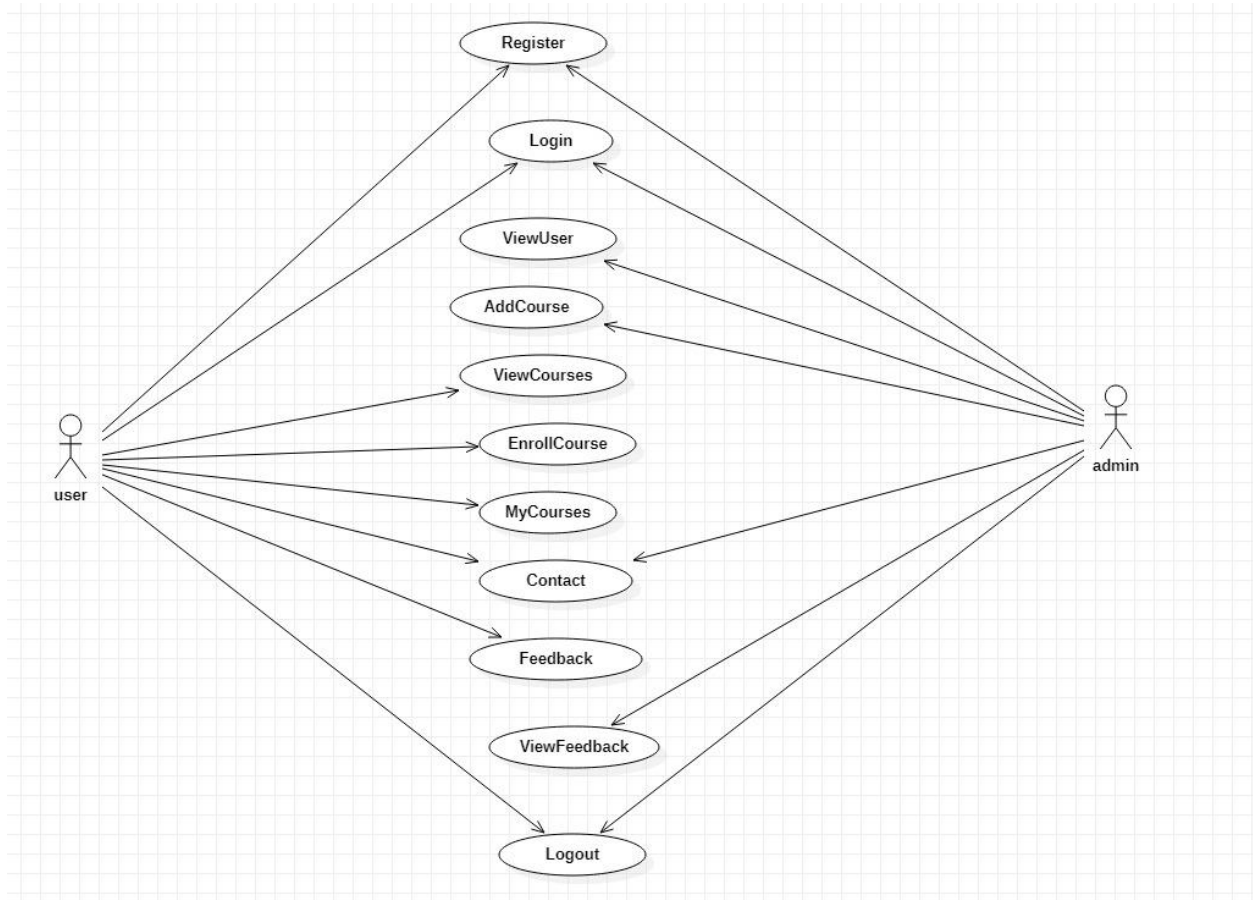 Register
Login
ViewUser
AddCourse
ViewCourses
EnrollCourse
MyCourses
Contact
Feedback
ViewFeedback
Logout
user
admin